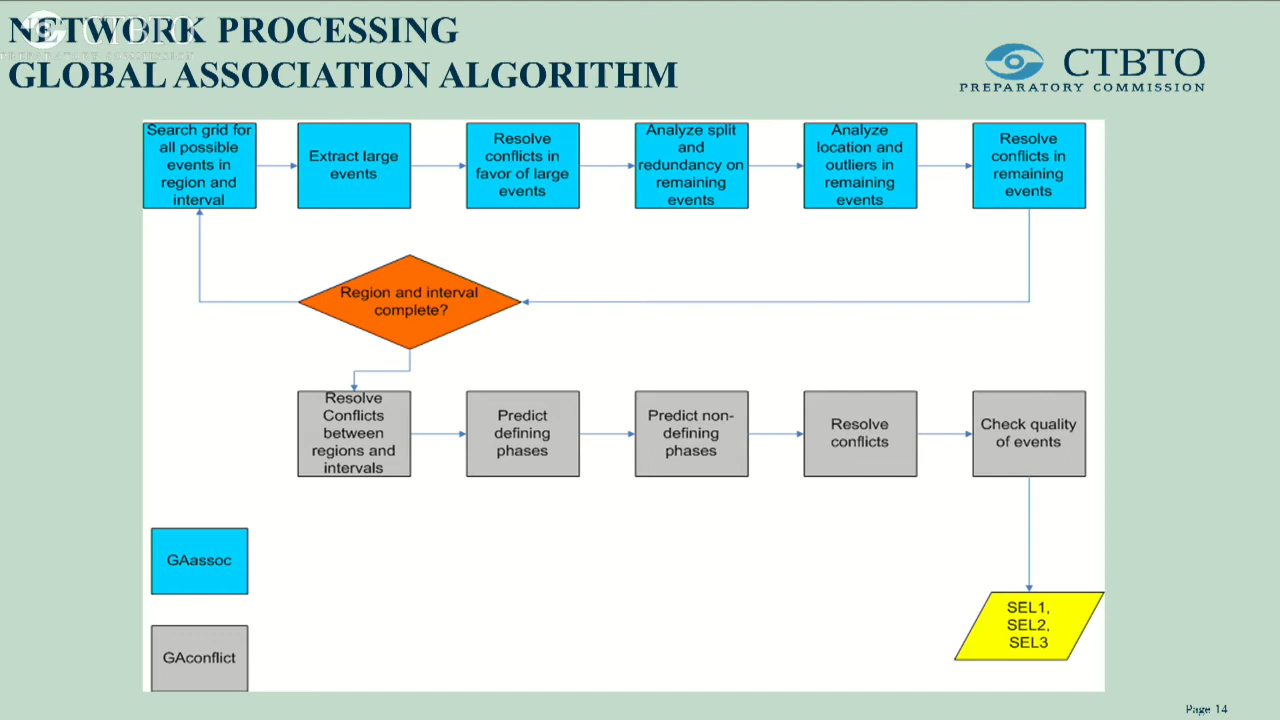 NETWORK PROCESSING
GLOBAL ASSOCIATION ALGORITHM
CTBTO
PREPARATORY COMMISSION
CTBTO
PREPARATORY COMMISSION
Search grid for
all possible
events in
region and
interval
Extract large
events
Resolve
conflicts in
favor of large
events
Analyze split
and
redundancy on
remaining
events
Analyze
location and
outliers in
remaining
events
Resolve
conflicts in
remaining
events
Region and interval
complete?
Resolve
Conflicts
between
regions and
intervals
Predict
defining
phases
Predict non-
defining
phases
Resolve
conflicts
Check quality
of events
GAassoc
GAconflict
SEL1,
SEL2,
SEL3
Page 14